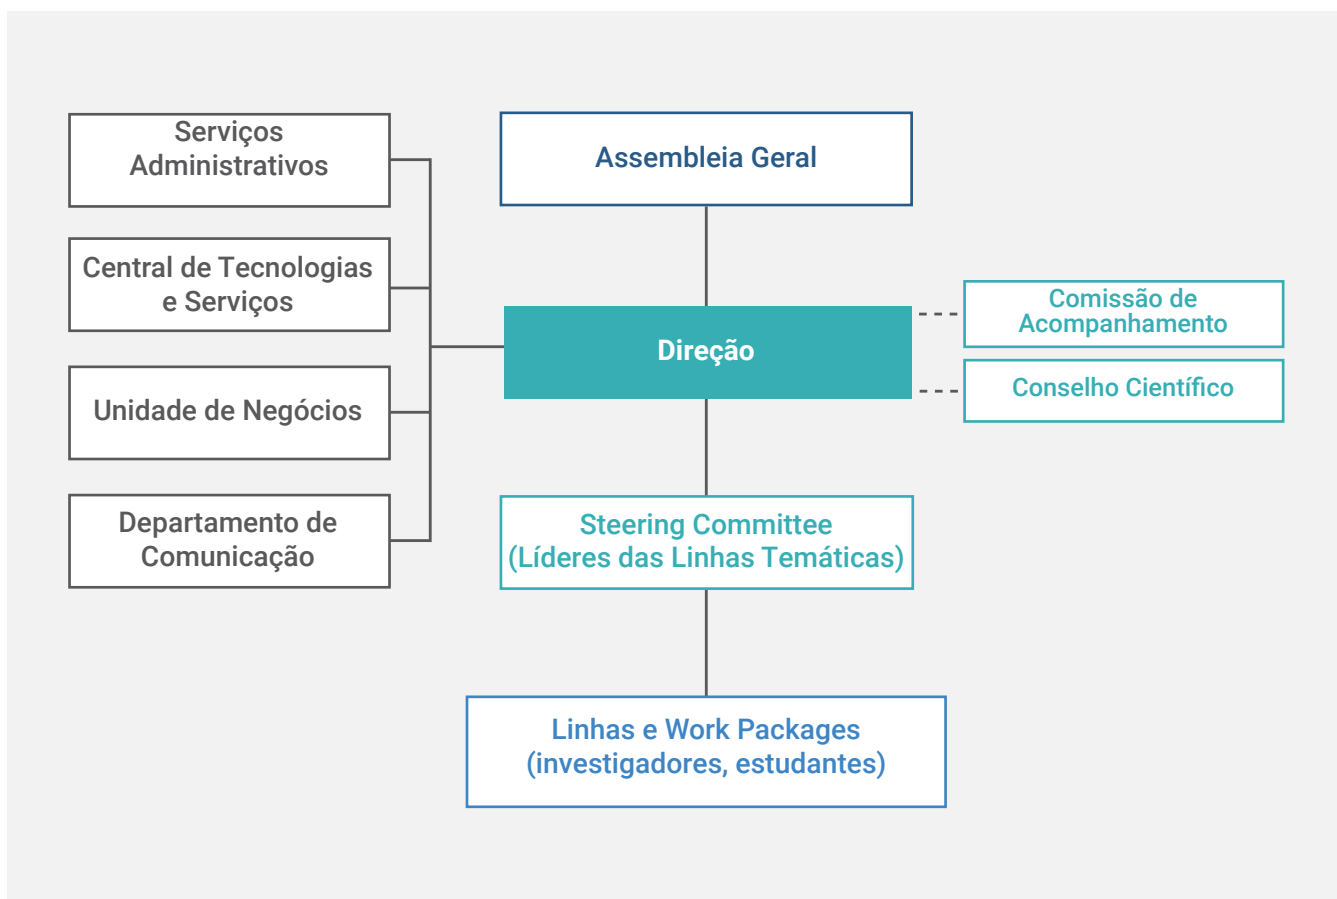 Serviços
Administrativos
Central de Tecnologias
e Serviços
Unidade de Negócios
Departamento de
Comunicação
Assembleia Geral
Direção
Steering Committee
(Líderes das Linhas Temáticas)
Linhas e Work Packages
(investigadores, estudantes)
Comissão de
Acompanhamento
Conselho Científico